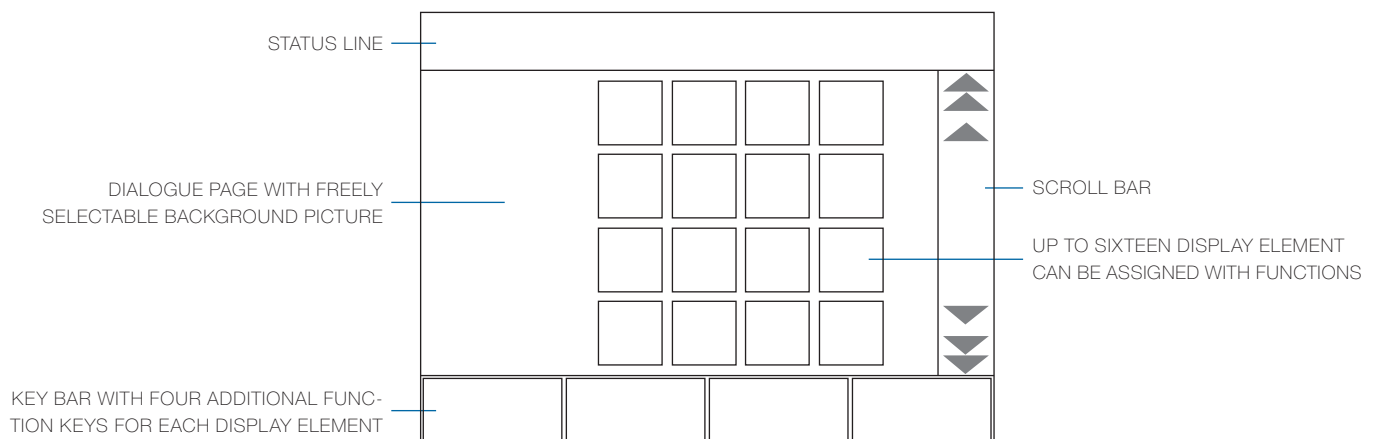 STATUS LINE
DIALOGUE PAGE WITH FREELY
SELECTABLE BACKGROUND PICTURE
SCROLL BAR
UP TO SIXTEEN DISPLAY ELEMENT
CAN BE ASSIGNED WITH FUNCTIONS
KEY BAR WITH FOUR ADDITIONAL FUNC-
TION KEYS FOR EACH DISPLAY ELEMENT